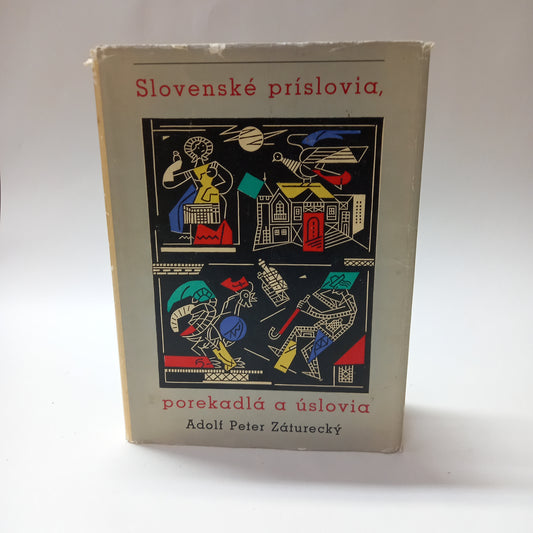 Slovenské príslovia,
porekadlá a úslovia
Adolf Peter Záturecký